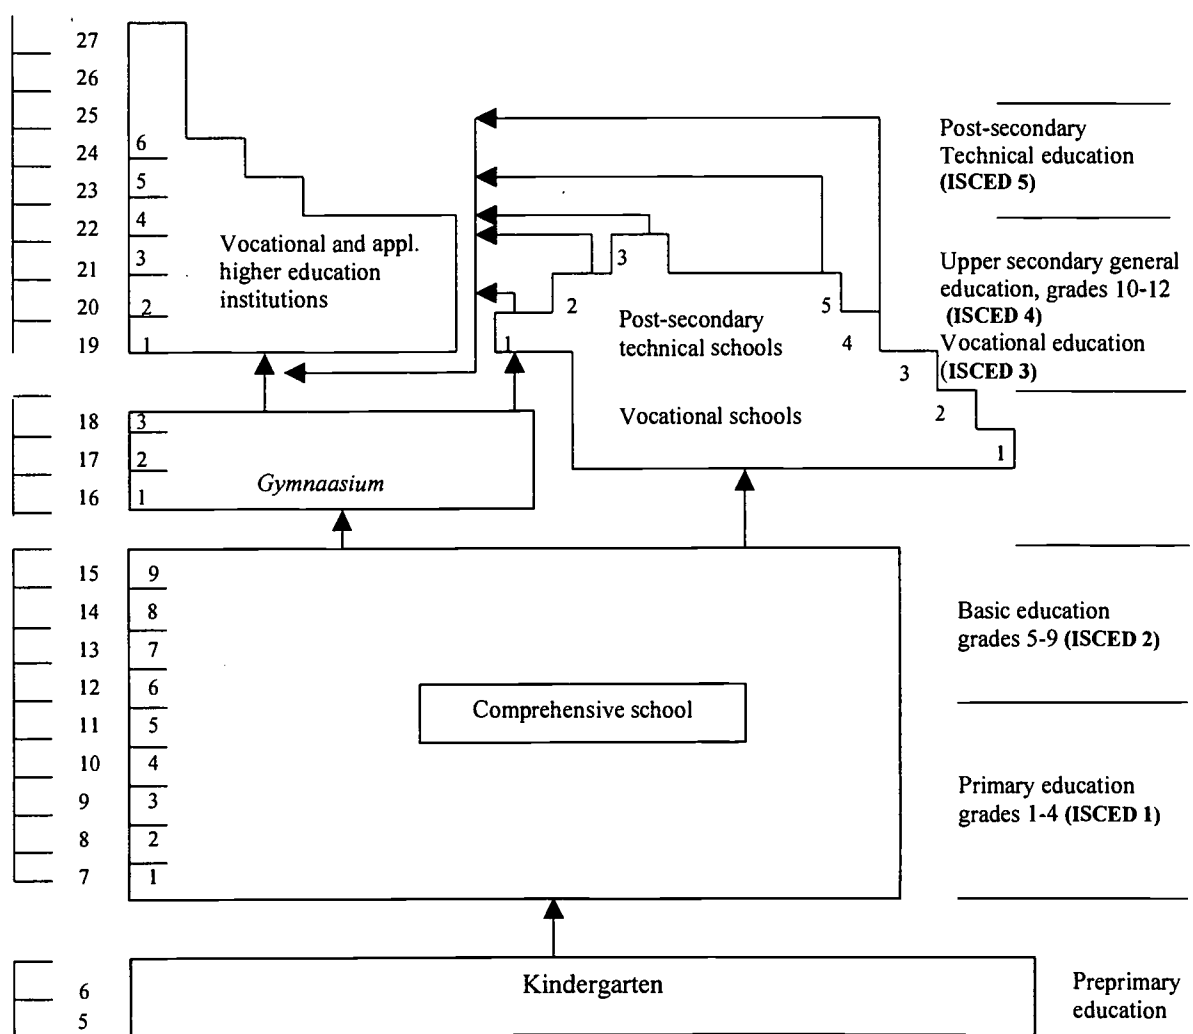 27
26
25
24
23
22
21
20
19
6
5
4
3
2
1
Vocational and appl.
higher education
institutions
3
2
1
Post-secondary
technical schools
Vocational schools
5
4
3
2
1
Post-secondary
Technical education
(ISCED 5)
Upper secondary general
education, grades 10-12
(ISCED 4)
Vocational education
(ISCED 3)
18
17
16
3
2
1
Gymnaasium
15
14
13
12
11
10
9
8
7
9
8
7
6
5
4
3
2
1
Comprehensive school
Basic education
grades 5-9 (ISCED 2)
Primary education
grades 1-4 (ISCED 1)
6
5
Kindergarten
Preprimary
education